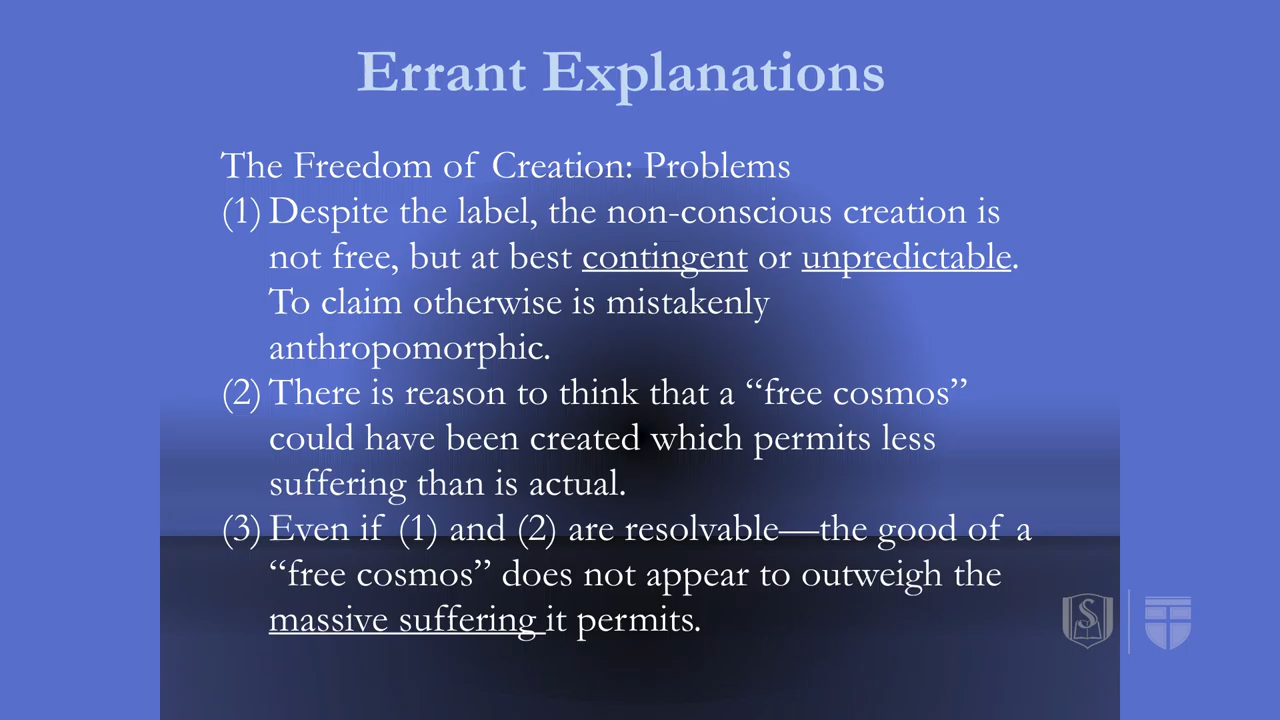 Errant Explanations
The Freedom of Creation: Problems
(1) Despite the label, the non-conscious creation is
not free, but at best contingent or unpredictable.
To claim otherwise is mistakenly
anthropomorphic.
(2) There is reason to think that a “free cosmos”
could have been created which permits less
suffering than is actual.
(3) Even if (1) and (2) are resolvable—the good of a
“free cosmos” does not appear to outweigh the
massive suffering it permits.
S